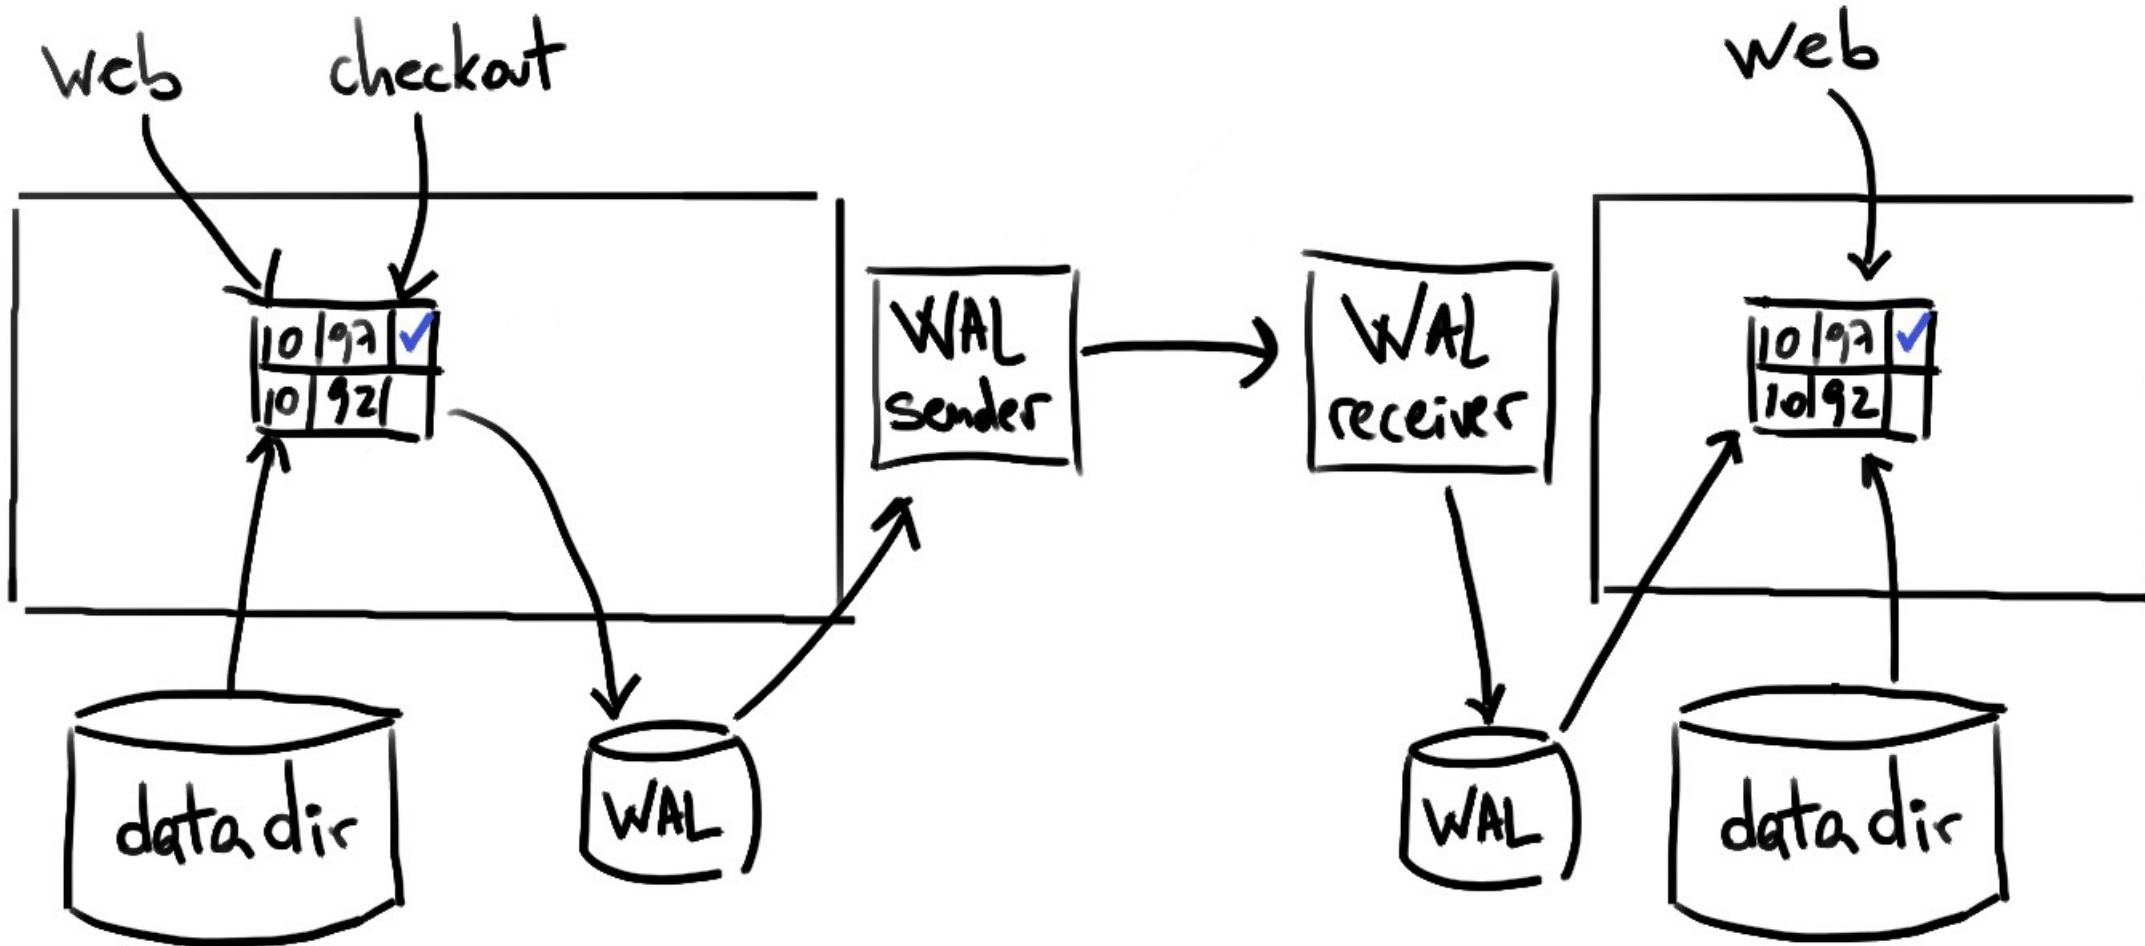 web
checkout
web
10 97 ✓
10 92
WAL
sender
WAL
receiver
10 97 ✓
10 92
data dir
WAL
WAL
data dir